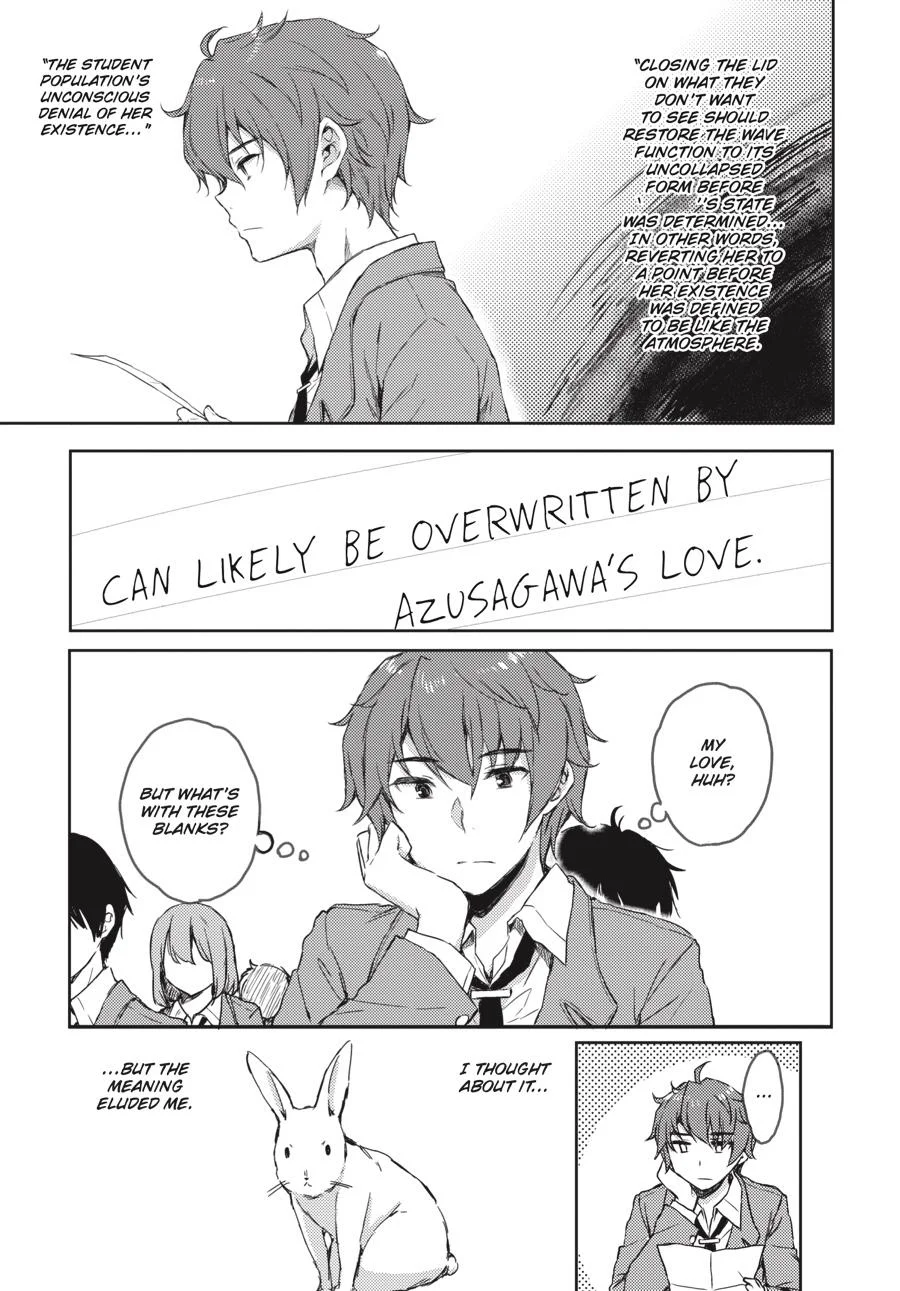 "CLOSING THE LID
ON WHAT THEY
DON'T WANT
TO SEE SHOULD
RESTORE THE WAVE
FUNCTION TO ITS
UNCOLLAPSED
FORM BEFORE
'        'S STATE
WAS DETERMINED...
IN OTHER WORDS,
REVERTING HER TO
A POINT BEFORE
HER EXISTENCE
WAS DEFINED
TO BE LIKE THE
ATMOSPHERE.
"THE STUDENT
POPULATION'S
UNCONSCIOUS
DENIAL OF HER
EXISTENCE..."
CAN LIKELY BE OVERWRITTEN BY
AZUSAGAWA'S LOVE.
MY
LOVE,
HUH?
BUT WHAT'S
WITH THESE
BLANKS?
...
I THOUGHT
ABOUT IT...
...BUT THE
MEANING
ELUDED ME.